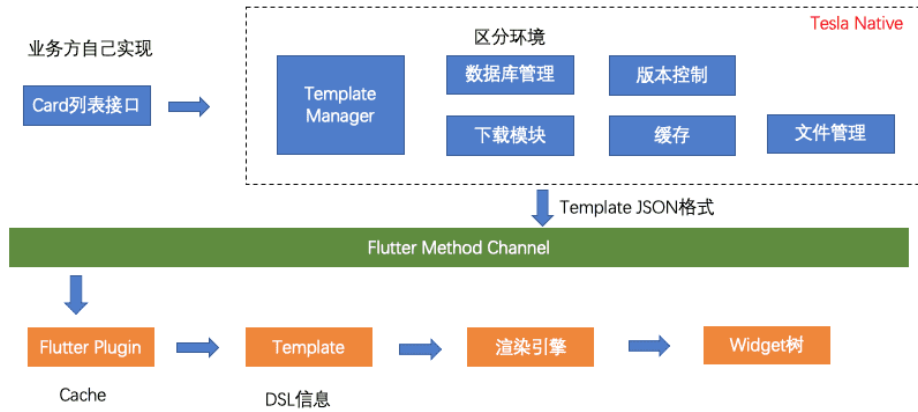 Tesla Native
业务方自己实现
区分环境
Card列表接口
Template
Manager
数据库管理
版本控制
下载模块
缓存
文件管理
Template JSON格式
Flutter Method Channel
Flutter Plugin
Template
渲染引擎
Widget树
Cache
DSL信息